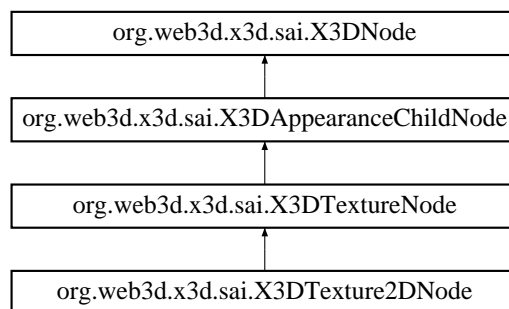 org.web3d.x3d.sai.X3DNode
org.web3d.x3d.sai.X3DAppearanceChildNode
org.web3d.x3d.sai.X3DTextureNode
org.web3d.x3d.sai.X3DTexture2DNode